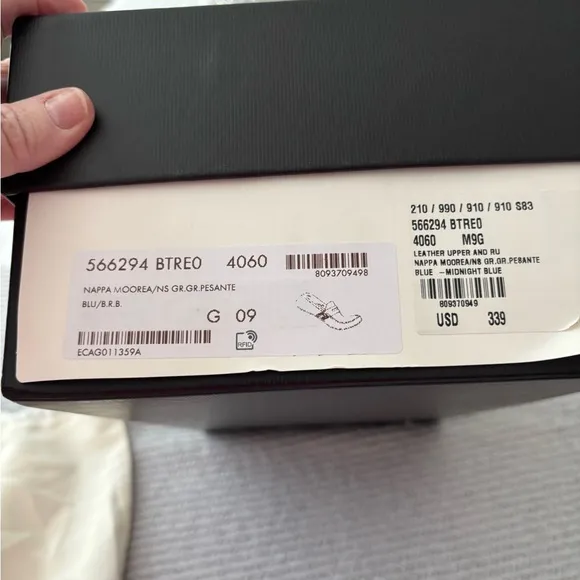 566294 BTRE0 4060
8093709498
NAPPA MOOREA/NS GR.GR.PESANTE
BLU/B.R.B.
G 09
RFID
ECAG011359A
210 / 990 / 910 / 910 S83
566294 BTRE0
4060 M9G
LEATHER UPPER AND RU
NAPPA MOOREA/NS GR.GR.PESANTE
BLUE -MIDNIGHT BLUE
809370949
USD 339